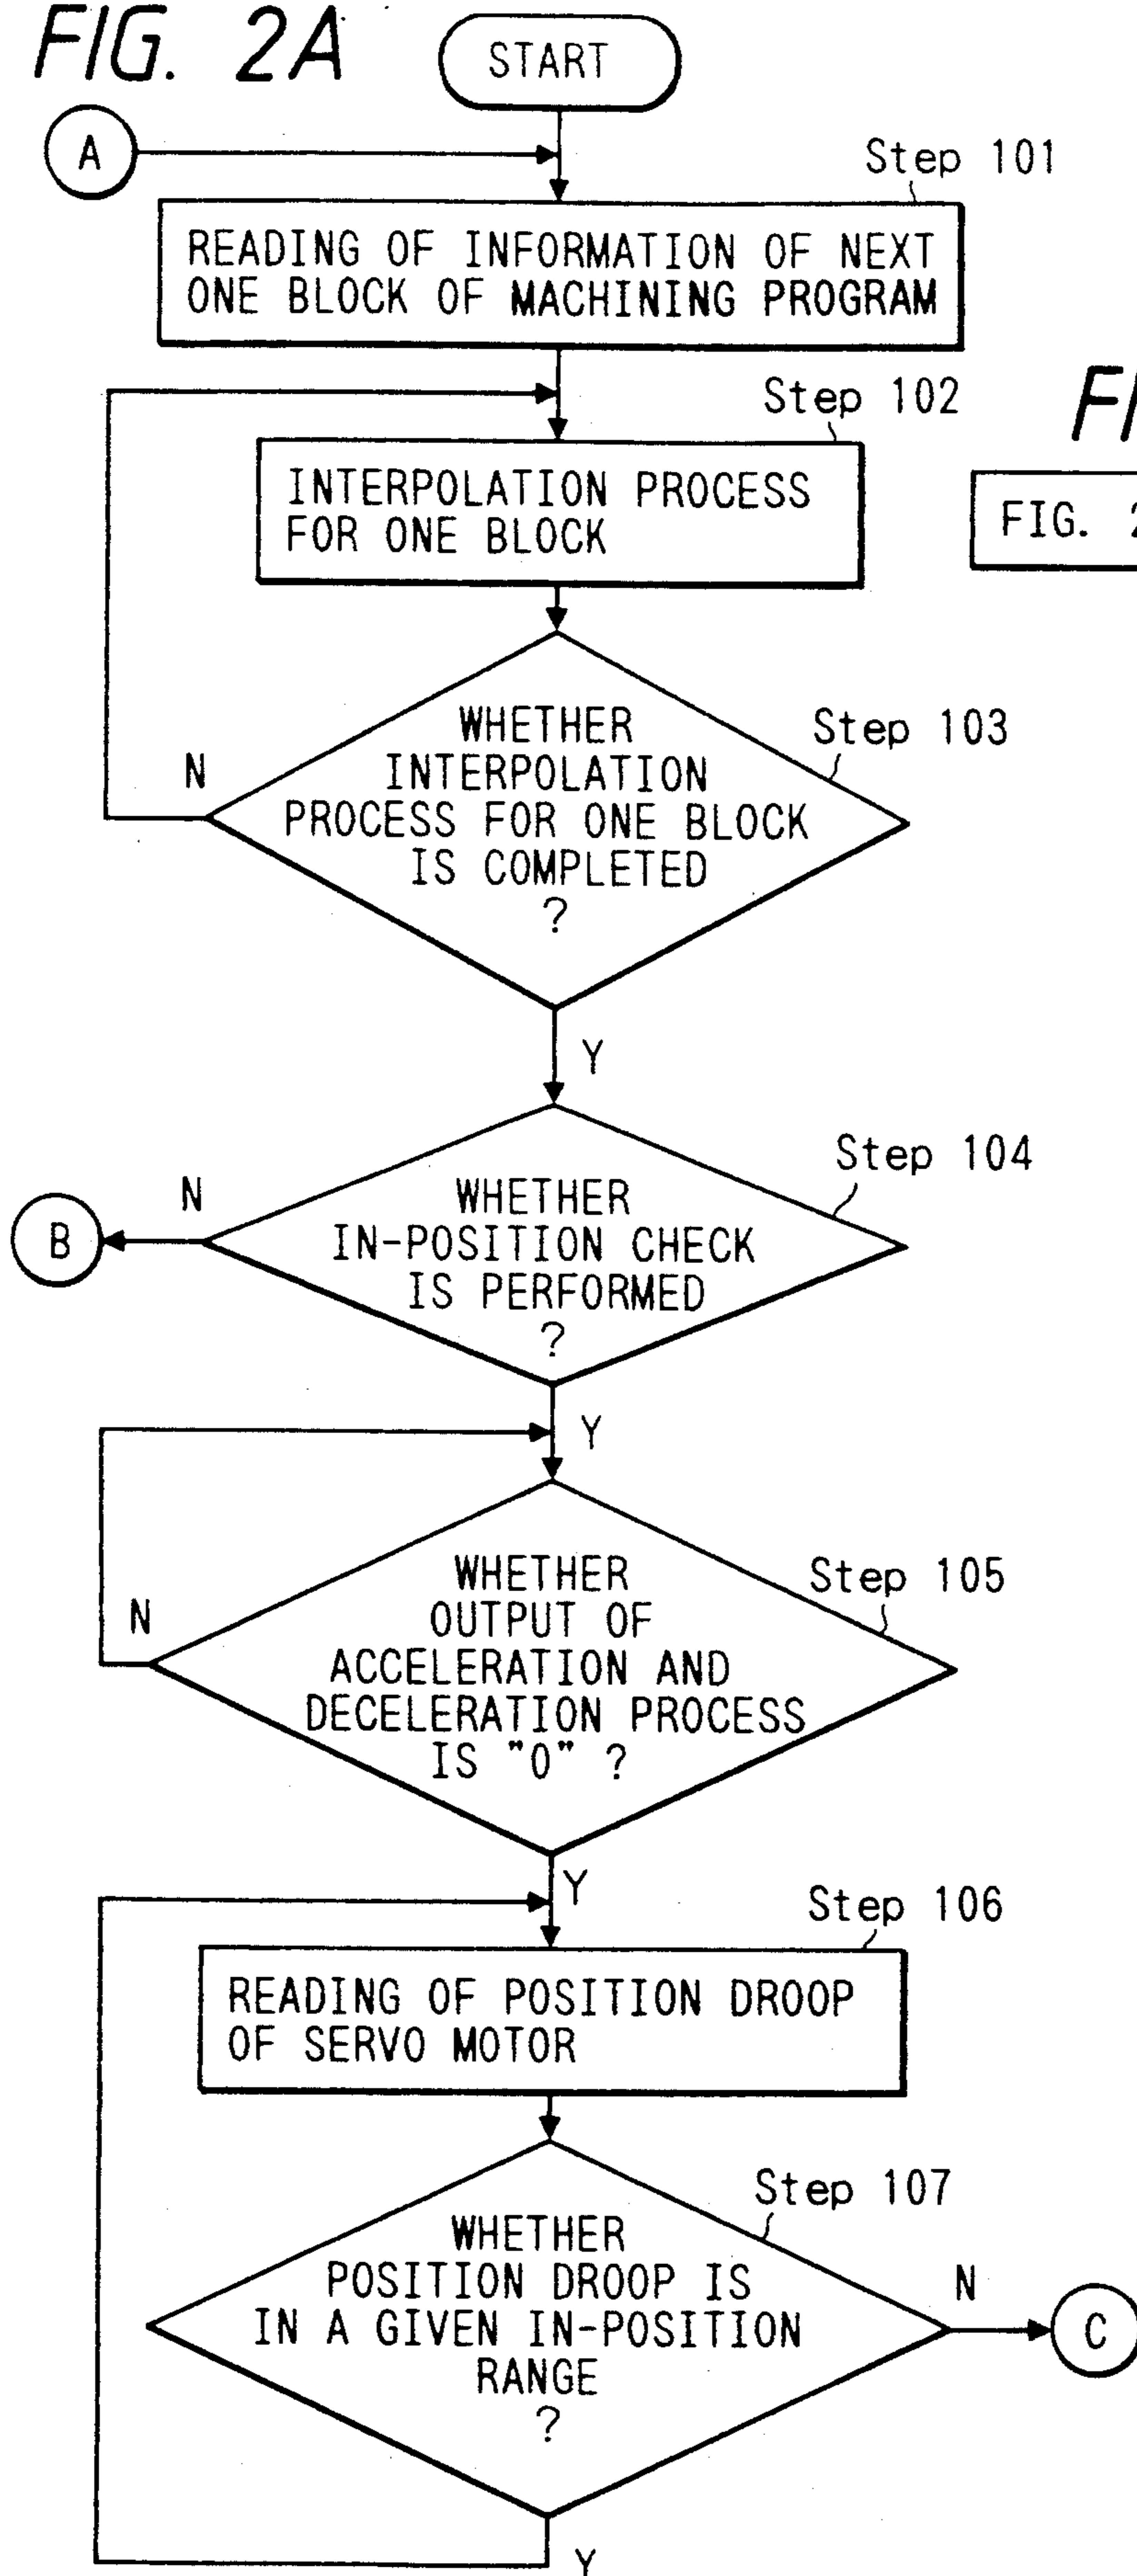 FIG. 2A
START
A
Step 101
READING OF INFORMATION OF NEXT
ONE BLOCK OF MACHINING PROGRAM
Step 102
INTERPOLATION PROCESS
FOR ONE BLOCK
FIG. 2
Step 103
WHETHER
INTERPOLATION
PROCESS FOR ONE BLOCK
IS COMPLETED
?
N
Y
Step 104
WHETHER
IN-POSITION CHECK
IS PERFORMED
?
N
B
Y
Step 105
WHETHER
OUTPUT OF
ACCELERATION AND
DECELERATION PROCESS
IS "0" ?
N
Y
Step 106
READING OF POSITION DROOP
OF SERVO MOTOR
Step 107
WHETHER
POSITION DROOP IS
IN A GIVEN IN-POSITION
RANGE
?
N
C
Y